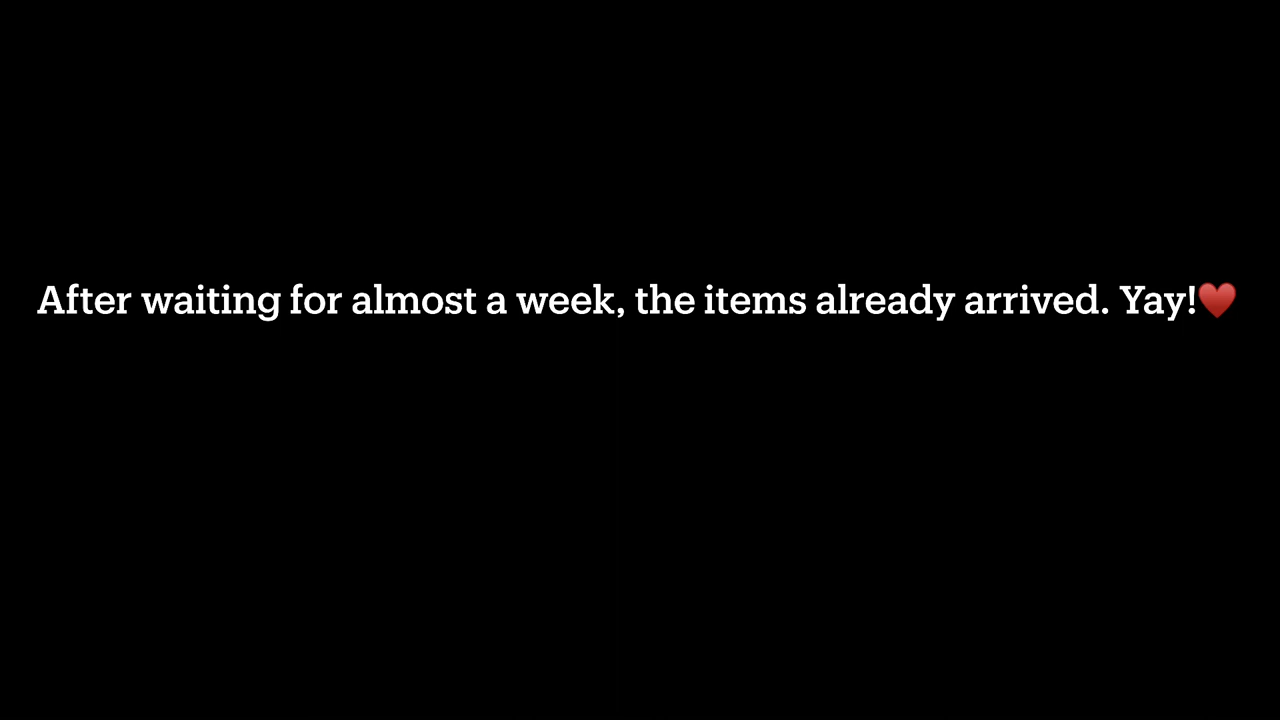 After waiting for almost a week, the items already arrived. Yay!♥️